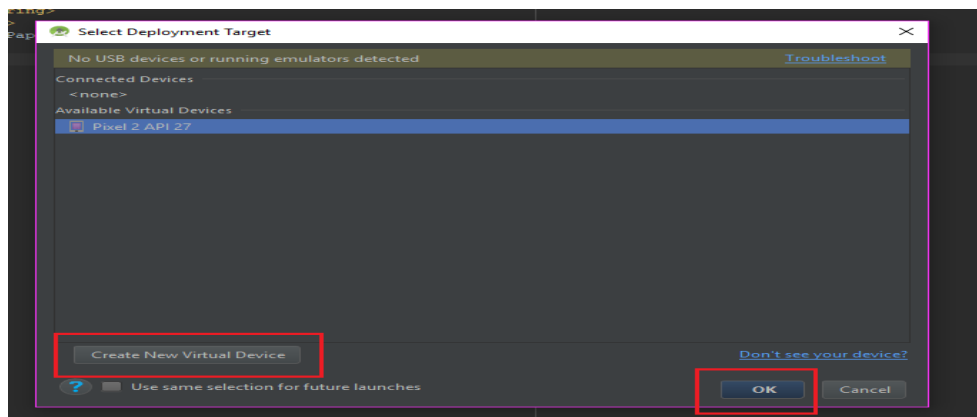 Select Deployment Target
No USB devices or running emulators detected Troubleshoot
Connected Devices
<none>
Available Virtual Devices
Pixel 2 API 27
Create New Virtual Device Don't see your device?
? Use same selection for future launches OK Cancel